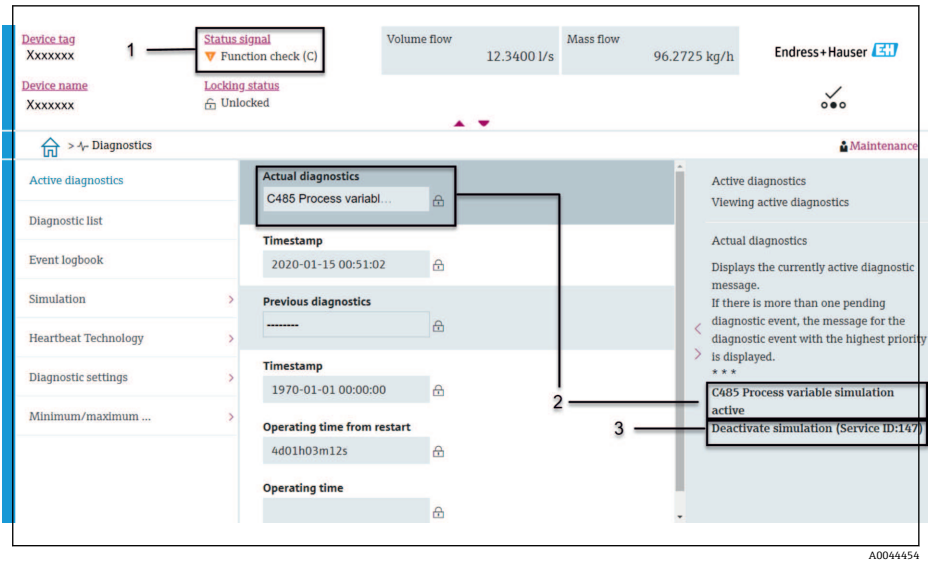 Device tag
Xxxxxxx
1
Status signal
Function check (C)
Volume flow
12.3400 l/s
Mass flow
96.2725 kg/h
Endress+Hauser EH
Device name
Xxxxxxx
Locking status
Unlocked
> Diagnostics
Maintenance
Active diagnostics
Diagnostic list
Event logbook
Simulation >
Heartbeat Technology >
Diagnostic settings >
Minimum/maximum ... >
Actual diagnostics
C485 Process variabl...
Timestamp
2020-01-15 00:51:02
Previous diagnostics
--------
Timestamp
1970-01-01 00:00:00
Operating time from restart
4d01h03m12s
Operating time
2
3
<
>
Active diagnostics
Viewing active diagnostics
Actual diagnostics
Displays the currently active diagnostic
message.
If there is more than one pending
diagnostic event, the message for the
diagnostic event with the highest priority
is displayed.
* * *
C485 Process variable simulation
active
Deactivate simulation (Service ID:147)
A0044454